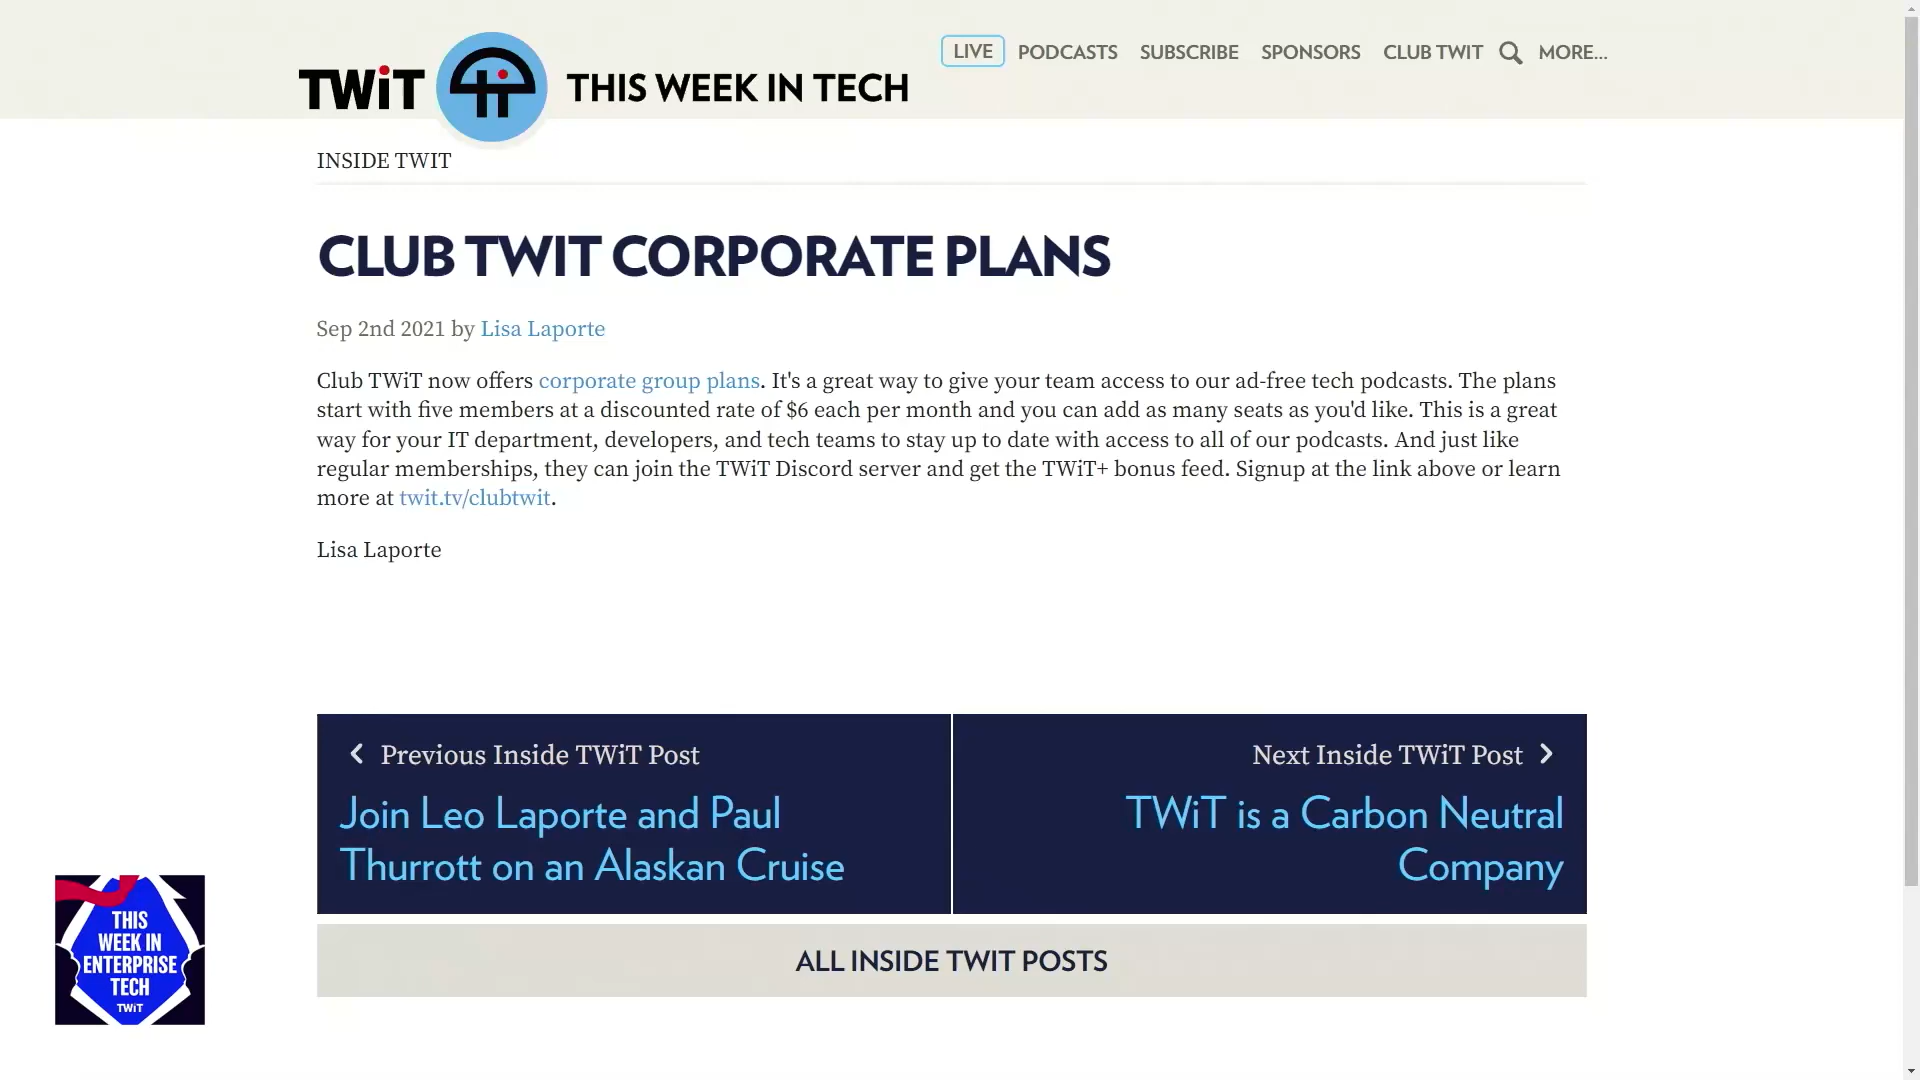 TWiT THIS WEEK IN TECH
LIVE PODCASTS SUBSCRIBE SPONSORS CLUB TWIT MORE...
INSIDE TWIT
CLUB TWIT CORPORATE PLANS
Sep 2nd 2021 by Lisa Laporte
Club TWiT now offers corporate group plans. It's a great way to give your team access to our ad-free tech podcasts. The plans
start with five members at a discounted rate of $6 each per month and you can add as many seats as you'd like. This is a great
way for your IT department, developers, and tech teams to stay up to date with access to all of our podcasts. And just like
regular memberships, they can join the TWiT Discord server and get the TWiT+ bonus feed. Signup at the link above or learn
more at twit.tv/clubtwit.
Lisa Laporte
Previous Inside TWiT Post
Join Leo Laporte and Paul
Thurrott on an Alaskan Cruise
Next Inside TWiT Post
TWiT is a Carbon Neutral
Company
ALL INSIDE TWIT POSTS
THIS
WEEK IN
ENTERPRISE
TECH
TWiT